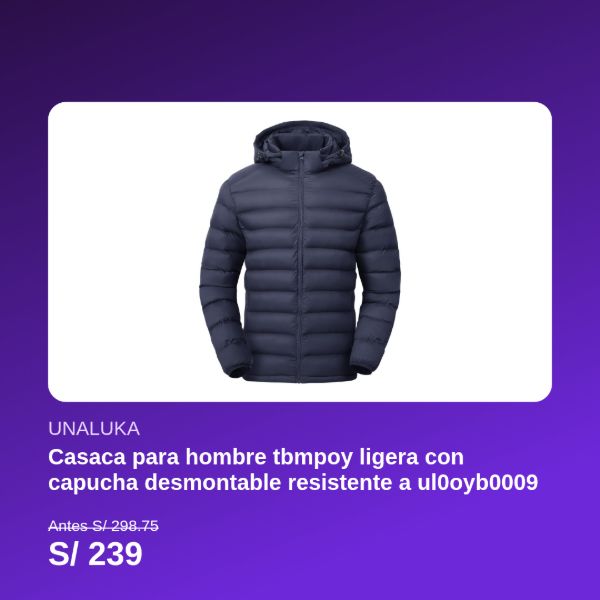 UNALUKA
Casaca para hombre tbmpoy ligera con
capucha desmontable resistente a ul0oyb0009
Antes S/ 298.75
S/ 239